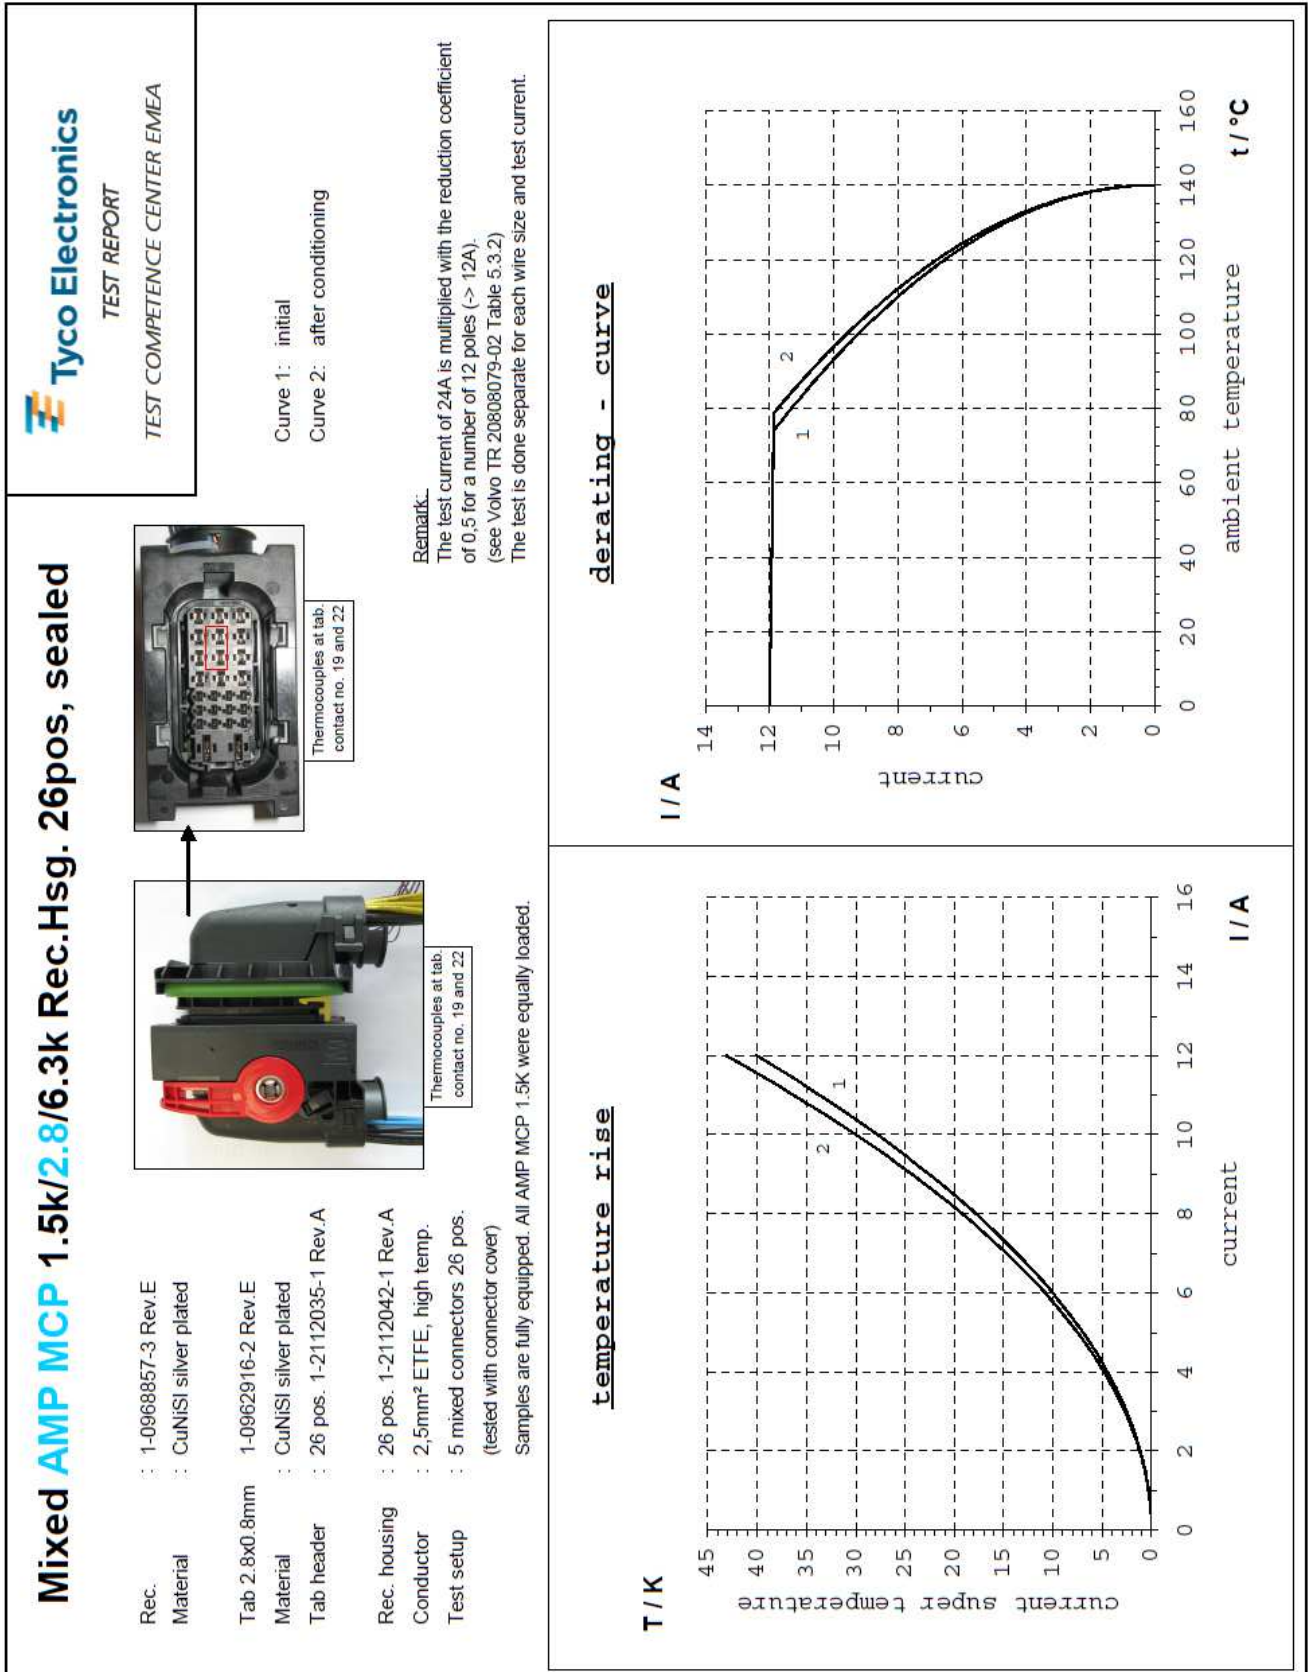 Mixed AMP MCP 1.5k/2.8/6.3k Rec.Hsg. 26pos, sealed
Tyco Electronics
TEST REPORT
TEST COMPETENCE CENTER EMEA
Rec. : 1-0968857-3 Rev.E
Material : CuNiSI silver plated
Tab 2.8x0.8mm 1-0962916-2 Rev.E
Material : CuNiSI silver plated
Tab header : 26 pos. 1-2112035-1 Rev.A
Rec. housing : 26 pos. 1-2112042-1 Rev.A
Conductor : 2,5mm² ETFE, high temp.
Test setup : 5 mixed connectors 26 pos.
(tested with connector cover)
Samples are fully equipped. All AMP MCP 1.5K were equally loaded.
Thermocouples at tab.
contact no. 19 and 22
Thermocouples at tab.
contact no. 19 and 22
Curve 1: initial
Curve 2: after conditioning
Remark:
The test current of 24A is multiplied with the reduction coefficient
of 0,5 for a number of 12 poles (-> 12A).
(see Volvo TR 20808079-02 Table 5.3.2)
The test is done separate for each wire size and test current.
temperature rise
T / K
current super temperature
45
40
35
30
25
20
15
10
5
0
0 2 4 6 8 10 12 14 16
2
1
current
I / A
derating - curve
I / A
current
14
12
10
8
6
4
2
0
0 20 40 60 80 100 120 140 160
1
2
ambient temperature
t / °C